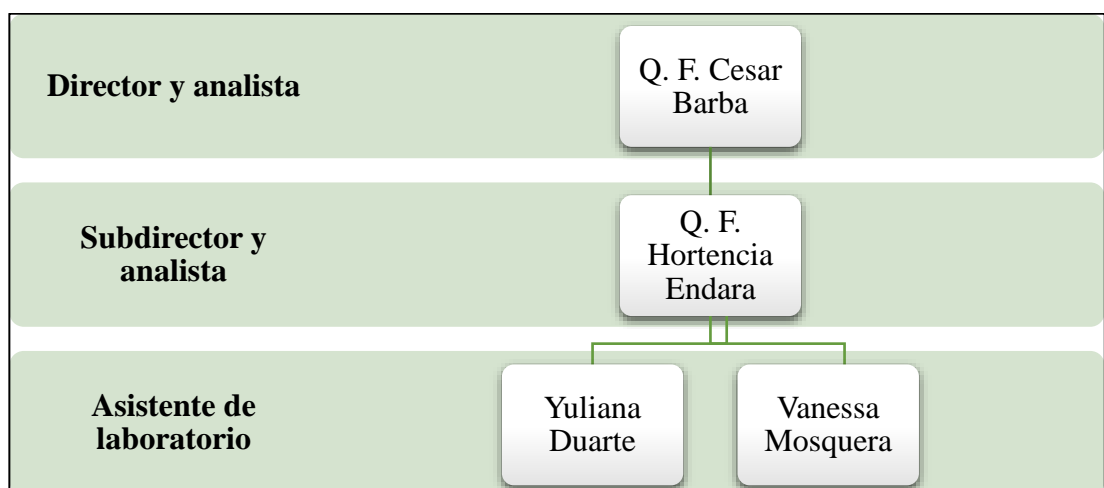 Director y analista
Q. F. Cesar
Barba
Subdirector y
analista
Q. F.
Hortencia
Endara
Asistente de
laboratorio
Yuliana
Duarte
Vanessa
Mosquera